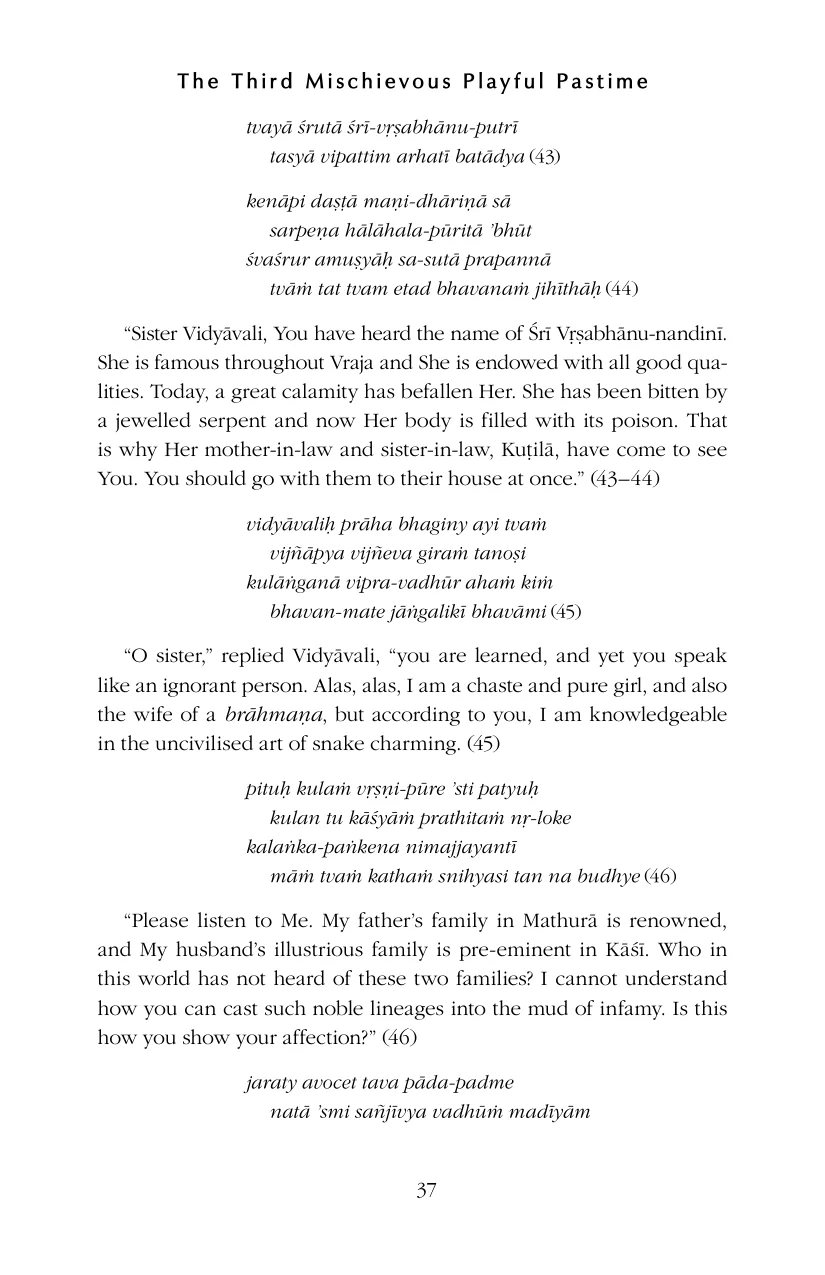 The Third Mischievous Playful Pastime
tvayā śrutā śrī-vṛṣabhānu-putrī
tasyā vipattim arhatī batādya (43)
kenāpi daṣṭā maṇi-dhāriṇā sā
sarpeṇa hālāhala-pūritā ’bhūt
śvaśrur amuṣyāḥ sa-sutā prapannā
tvāṁ tat tvam etad bhavanaṁ jihīthāḥ (44)
“Sister Vidyāvali, You have heard the name of Śrī Vṛṣabhānu-nandinī.
She is famous throughout Vraja and She is endowed with all good qua-
lities. Today, a great calamity has befallen Her. She has been bitten by
a jewelled serpent and now Her body is filled with its poison. That
is why Her mother-in-law and sister-in-law, Kuṭilā, have come to see
You. You should go with them to their house at once.” (43–44)
vidyāvaliḥ prāha bhaginy ayi tvaṁ
vijñāpya vijñeva giraṁ tanoṣi
kulāṅganā vipra-vadhūr ahaṁ kiṁ
bhavan-mate jāṅgalikī bhavāmi (45)
“O sister,” replied Vidyāvali, “you are learned, and yet you speak
like an ignorant person. Alas, alas, I am a chaste and pure girl, and also
the wife of a brāhmaṇa, but according to you, I am knowledgeable
in the uncivilised art of snake charming. (45)
pituḥ kulaṁ vṛṣṇi-pūre ’sti patyuḥ
kulan tu kāśyāṁ prathitaṁ nṛ-loke
kalaṅka-paṅkena nimajjayantī
māṁ tvaṁ kathaṁ snihyasi tan na budhye (46)
“Please listen to Me. My father’s family in Mathurā is renowned,
and My husband’s illustrious family is pre-eminent in Kāśī. Who in
this world has not heard of these two families? I cannot understand
how you can cast such noble lineages into the mud of infamy. Is this
how you show your affection?” (46)
jaraty avocet tava pāda-padme
natā ’smi sañjīvya vadhūṁ madīyām
37